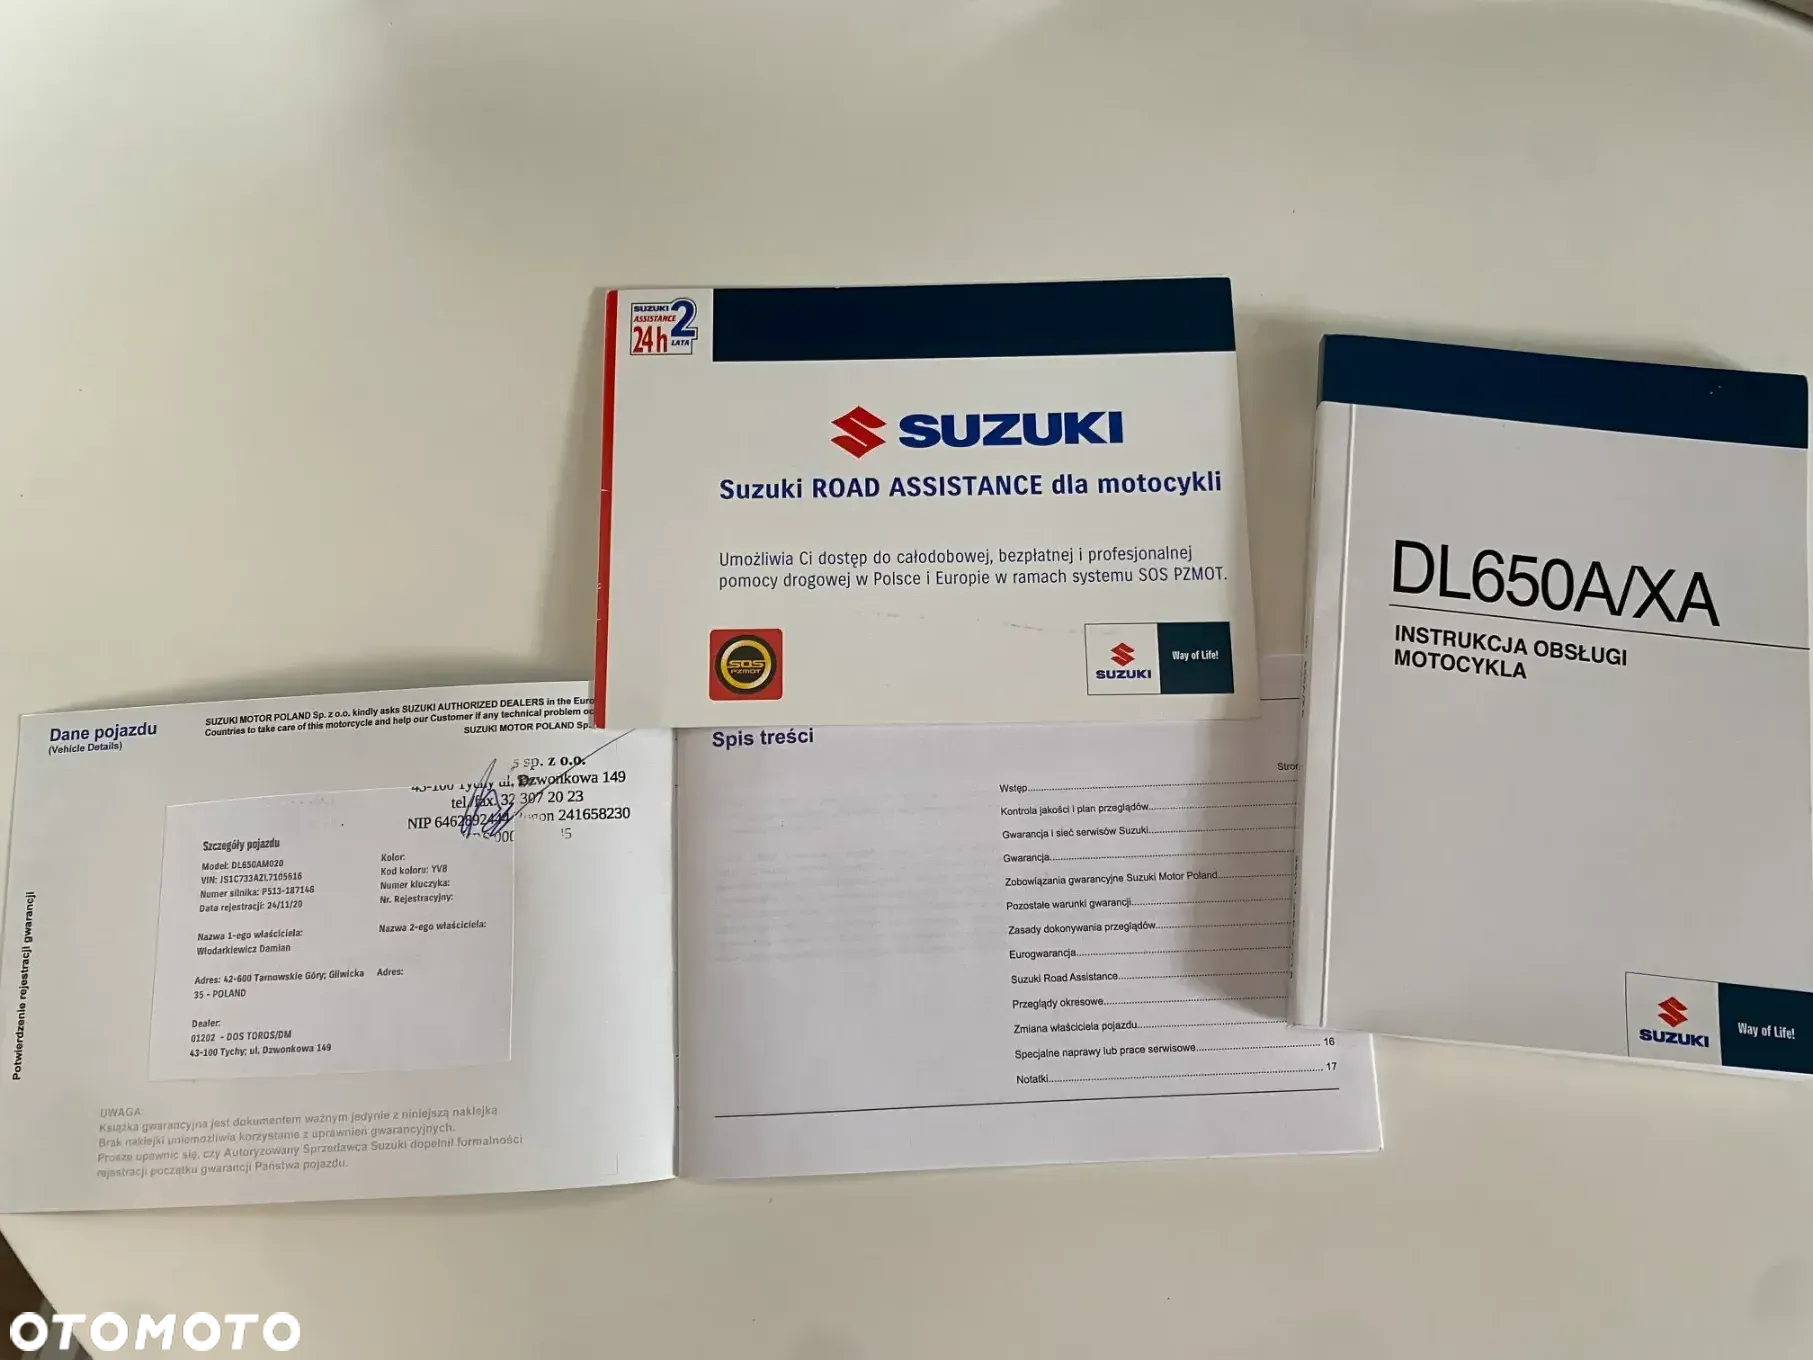 SUZUKI
ASSISTANCE
24h
2
LATA
SUZUKI
Suzuki ROAD ASSISTANCE dla motocykli
Umożliwia Ci dostęp do całodobowej, bezpłatnej i profesjonalnej
pomocy drogowej w Polsce i Europie w ramach systemu SOS PZMOT.
SOS
PZMOT
SUZUKI
Way of Life!
DL650A/XA
INSTRUKCJA OBSŁUGI
MOTOCYKLA
SUZUKI
Way of Life!
Dane pojazdu
(Vehicle Details)
SUZUKI MOTOR POLAND Sp. z o.o. kindly asks SUZUKI AUTHORIZED DEALERS in the Euro
Countries to take care of this motorcycle and help our Customer if any technical problem oc
SUZUKI MOTOR POLAND Sp.
sp. z o.o.
43-100 Tychy ul. Dzwonkowa 149
tel./fax. 32 307 20 23
NIP 6462892444 gon 241658230
Szczegóły pojazdu
Model: DL650AM020
VIN: JS1C733AZL7105616
Numer silnika: P513-187146
Data rejestracji: 24/11/20
Kolor:
Kod koloru: YVB
Numer kluczyka:
Nr. Rejestracyjny:
Nazwa 1-ego właściciela:
Włodarkiewicz Damian
Nazwa 2-ego właściciela:
Adres: 42-600 Tarnowskie Góry; Gliwicka
35 - POLAND
Adres:
Dealer:
01202 - DOS TOROS/DM
43-100 Tychy; ul. Dzwonkowa 149
Potwierdzenie rejestracji gwarancji
UWAGA:
Książka gwarancyjna jest dokumentem ważnym jedynie z niniejszą naklejką.
Brak naklejki uniemożliwia korzystanie z uprawnień gwarancyjnych.
Proszę upewnić się, czy Autoryzowany Sprzedawca Suzuki dopełnił formalności
rejestracji początku gwarancji Państwa pojazdu.
Spis treści
Stron
Wstęp
Kontrola jakości i plan przeglądów
Gwarancja i sieć serwisów Suzuki
Gwarancja
Zobowiązania gwarancyjne Suzuki Motor Poland
Pozostałe warunki gwarancji
Zasady dokonywania przeglądów
Eurogwarancja
Suzuki Road Assistance
Przeglądy okresowe
Zmiana właściciela pojazdu
Specjalne naprawy lub prace serwisowe 16
Notatki 17
OTOMOTO